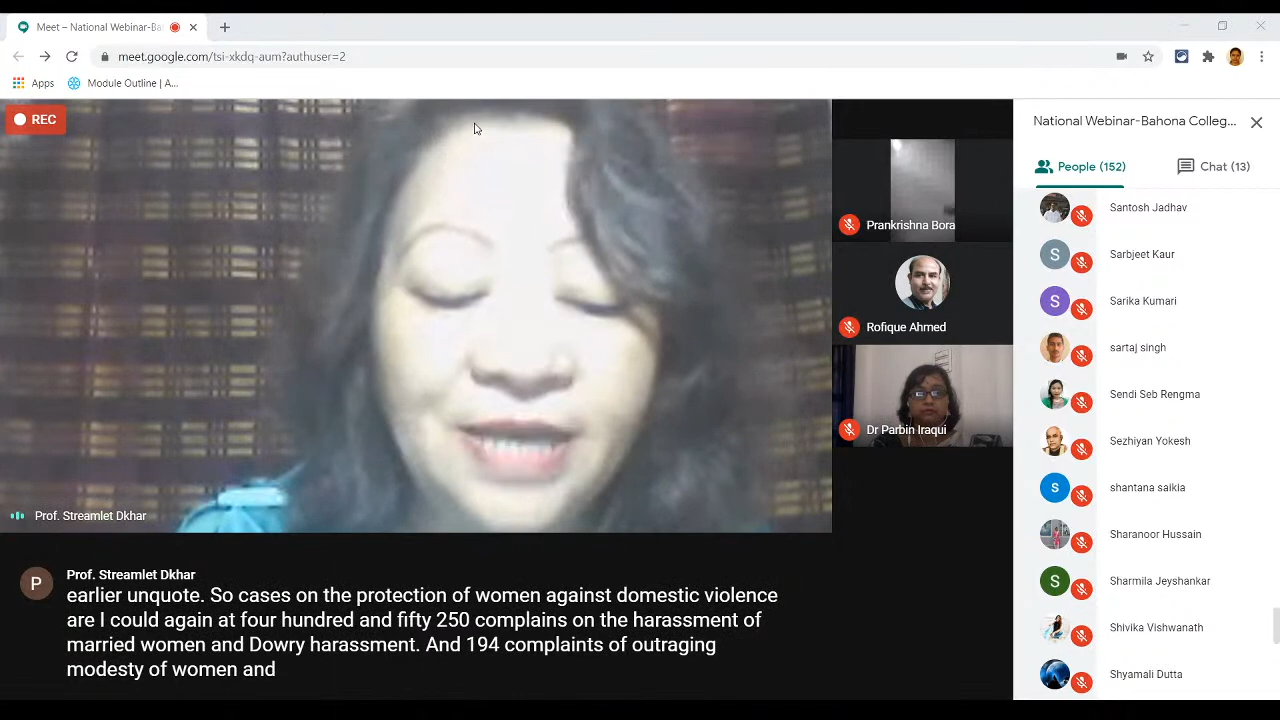 Meet – National Webinar-Ba
meet.google.com/tsi-xkdq-aum?authuser=2
Apps
Module Outline | A...
REC
Prof. Streamlet Dkhar
Prankrishna Bora
Rofique Ahmed
Dr Parbin Iraqui
P
Prof. Streamlet Dkhar
earlier unquote. So cases on the protection of women against domestic violence
are I could again at four hundred and fifty 250 complains on the harassment of
married women and Dowry harassment. And 194 complaints of outraging
modesty of women and
National Webinar-Bahona Colleg...
People (152)
Chat (13)
Santosh Jadhav
S
Sarbjeet Kaur
S
Sarika Kumari
sartaj singh
Sendi Seb Rengma
Sezhiyan Yokesh
s
shantana saikia
Sharanoor Hussain
S
Sharmila Jeyshankar
Shivika Vishwanath
Shyamali Dutta